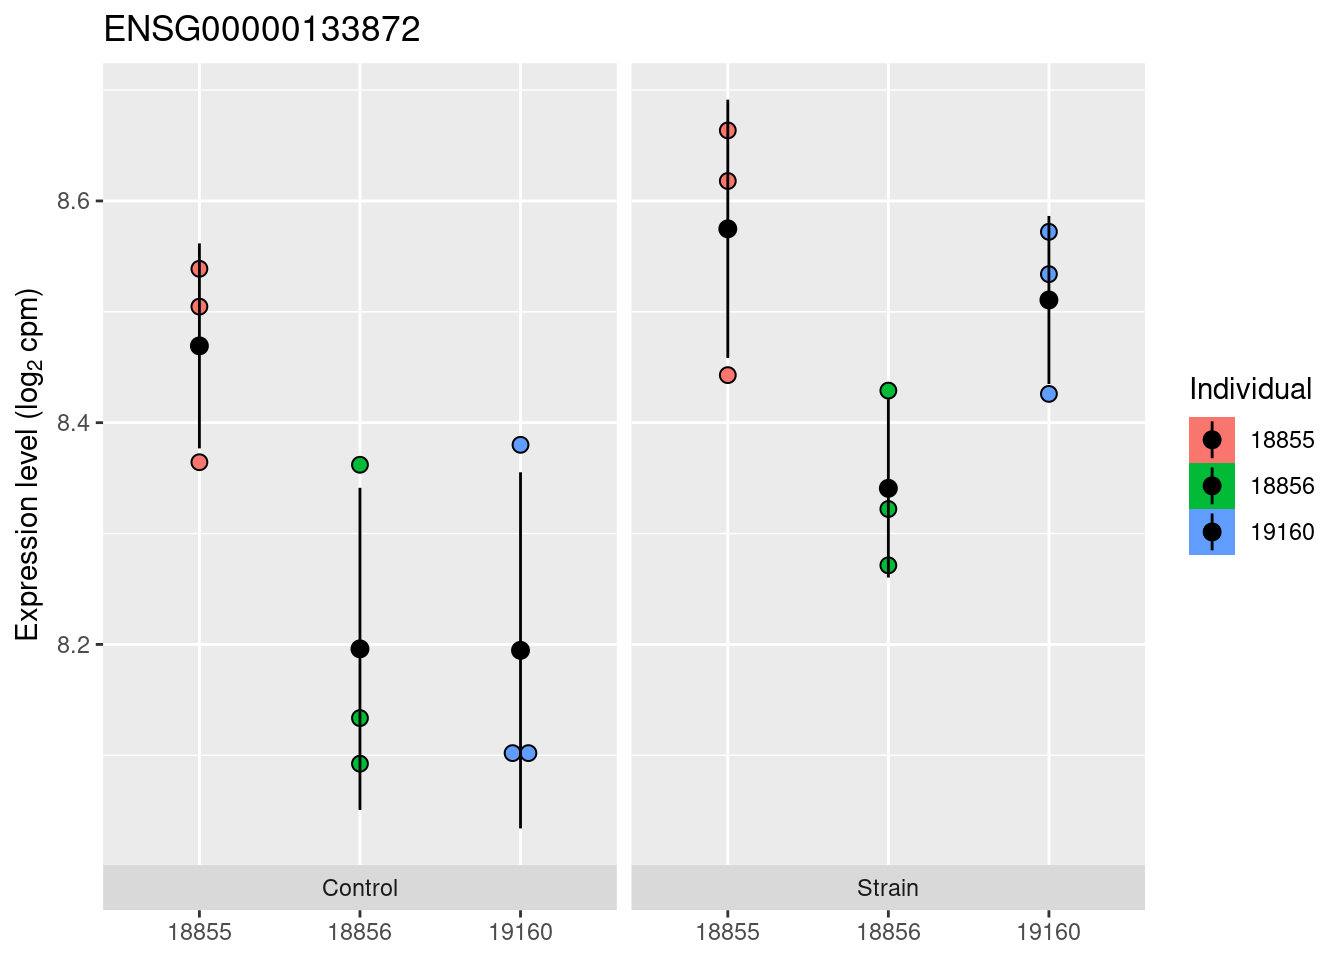 ENSG00000133872
Expression level (log₂ cpm)
8.6
8.4
8.2
Control
Strain
18855
18856
19160
18855
18856
19160
Individual
18855
18856
19160